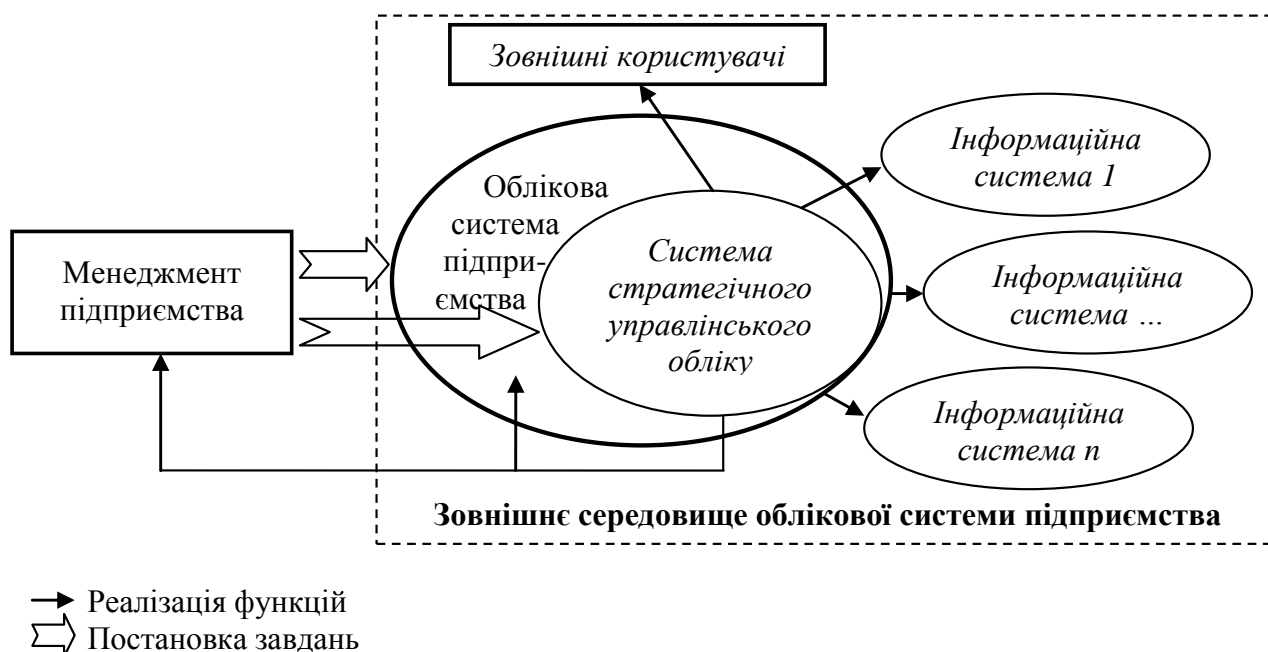 Зовнішні користувачі
Інформаційна
система 1
Облікова
система
підпри-
ємства
Система
стратегічного
управлінського
обліку
Менеджмент
підприємства
Інформаційна
система ...
Інформаційна
система n
Зовнішнє середовище облікової системи підприємства
Реалізація функцій
Постановка завдань